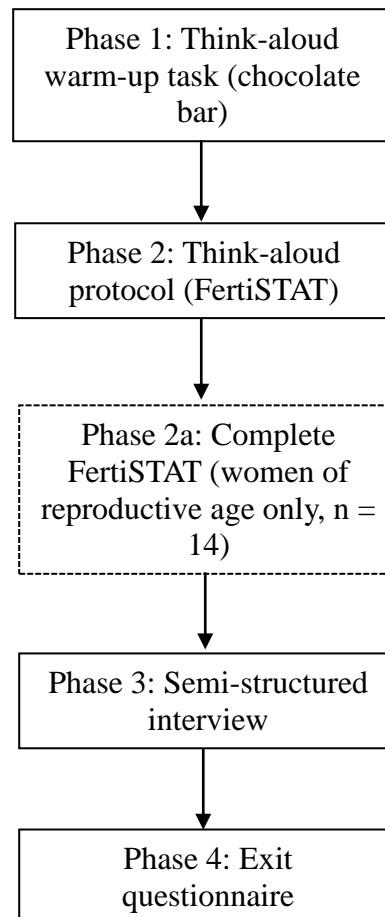 Phase 1: Think-aloud
warm-up task (chocolate
bar)
Phase 2: Think-aloud
protocol (FertiSTAT)
Phase 2a: Complete
FertiSTAT (women of
reproductive age only, n =
14)
Phase 3: Semi-structured
interview
Phase 4: Exit
questionnaire